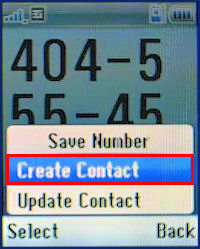 404-5
55-45
Save Number
Create Contact
Update Contact
Select Back